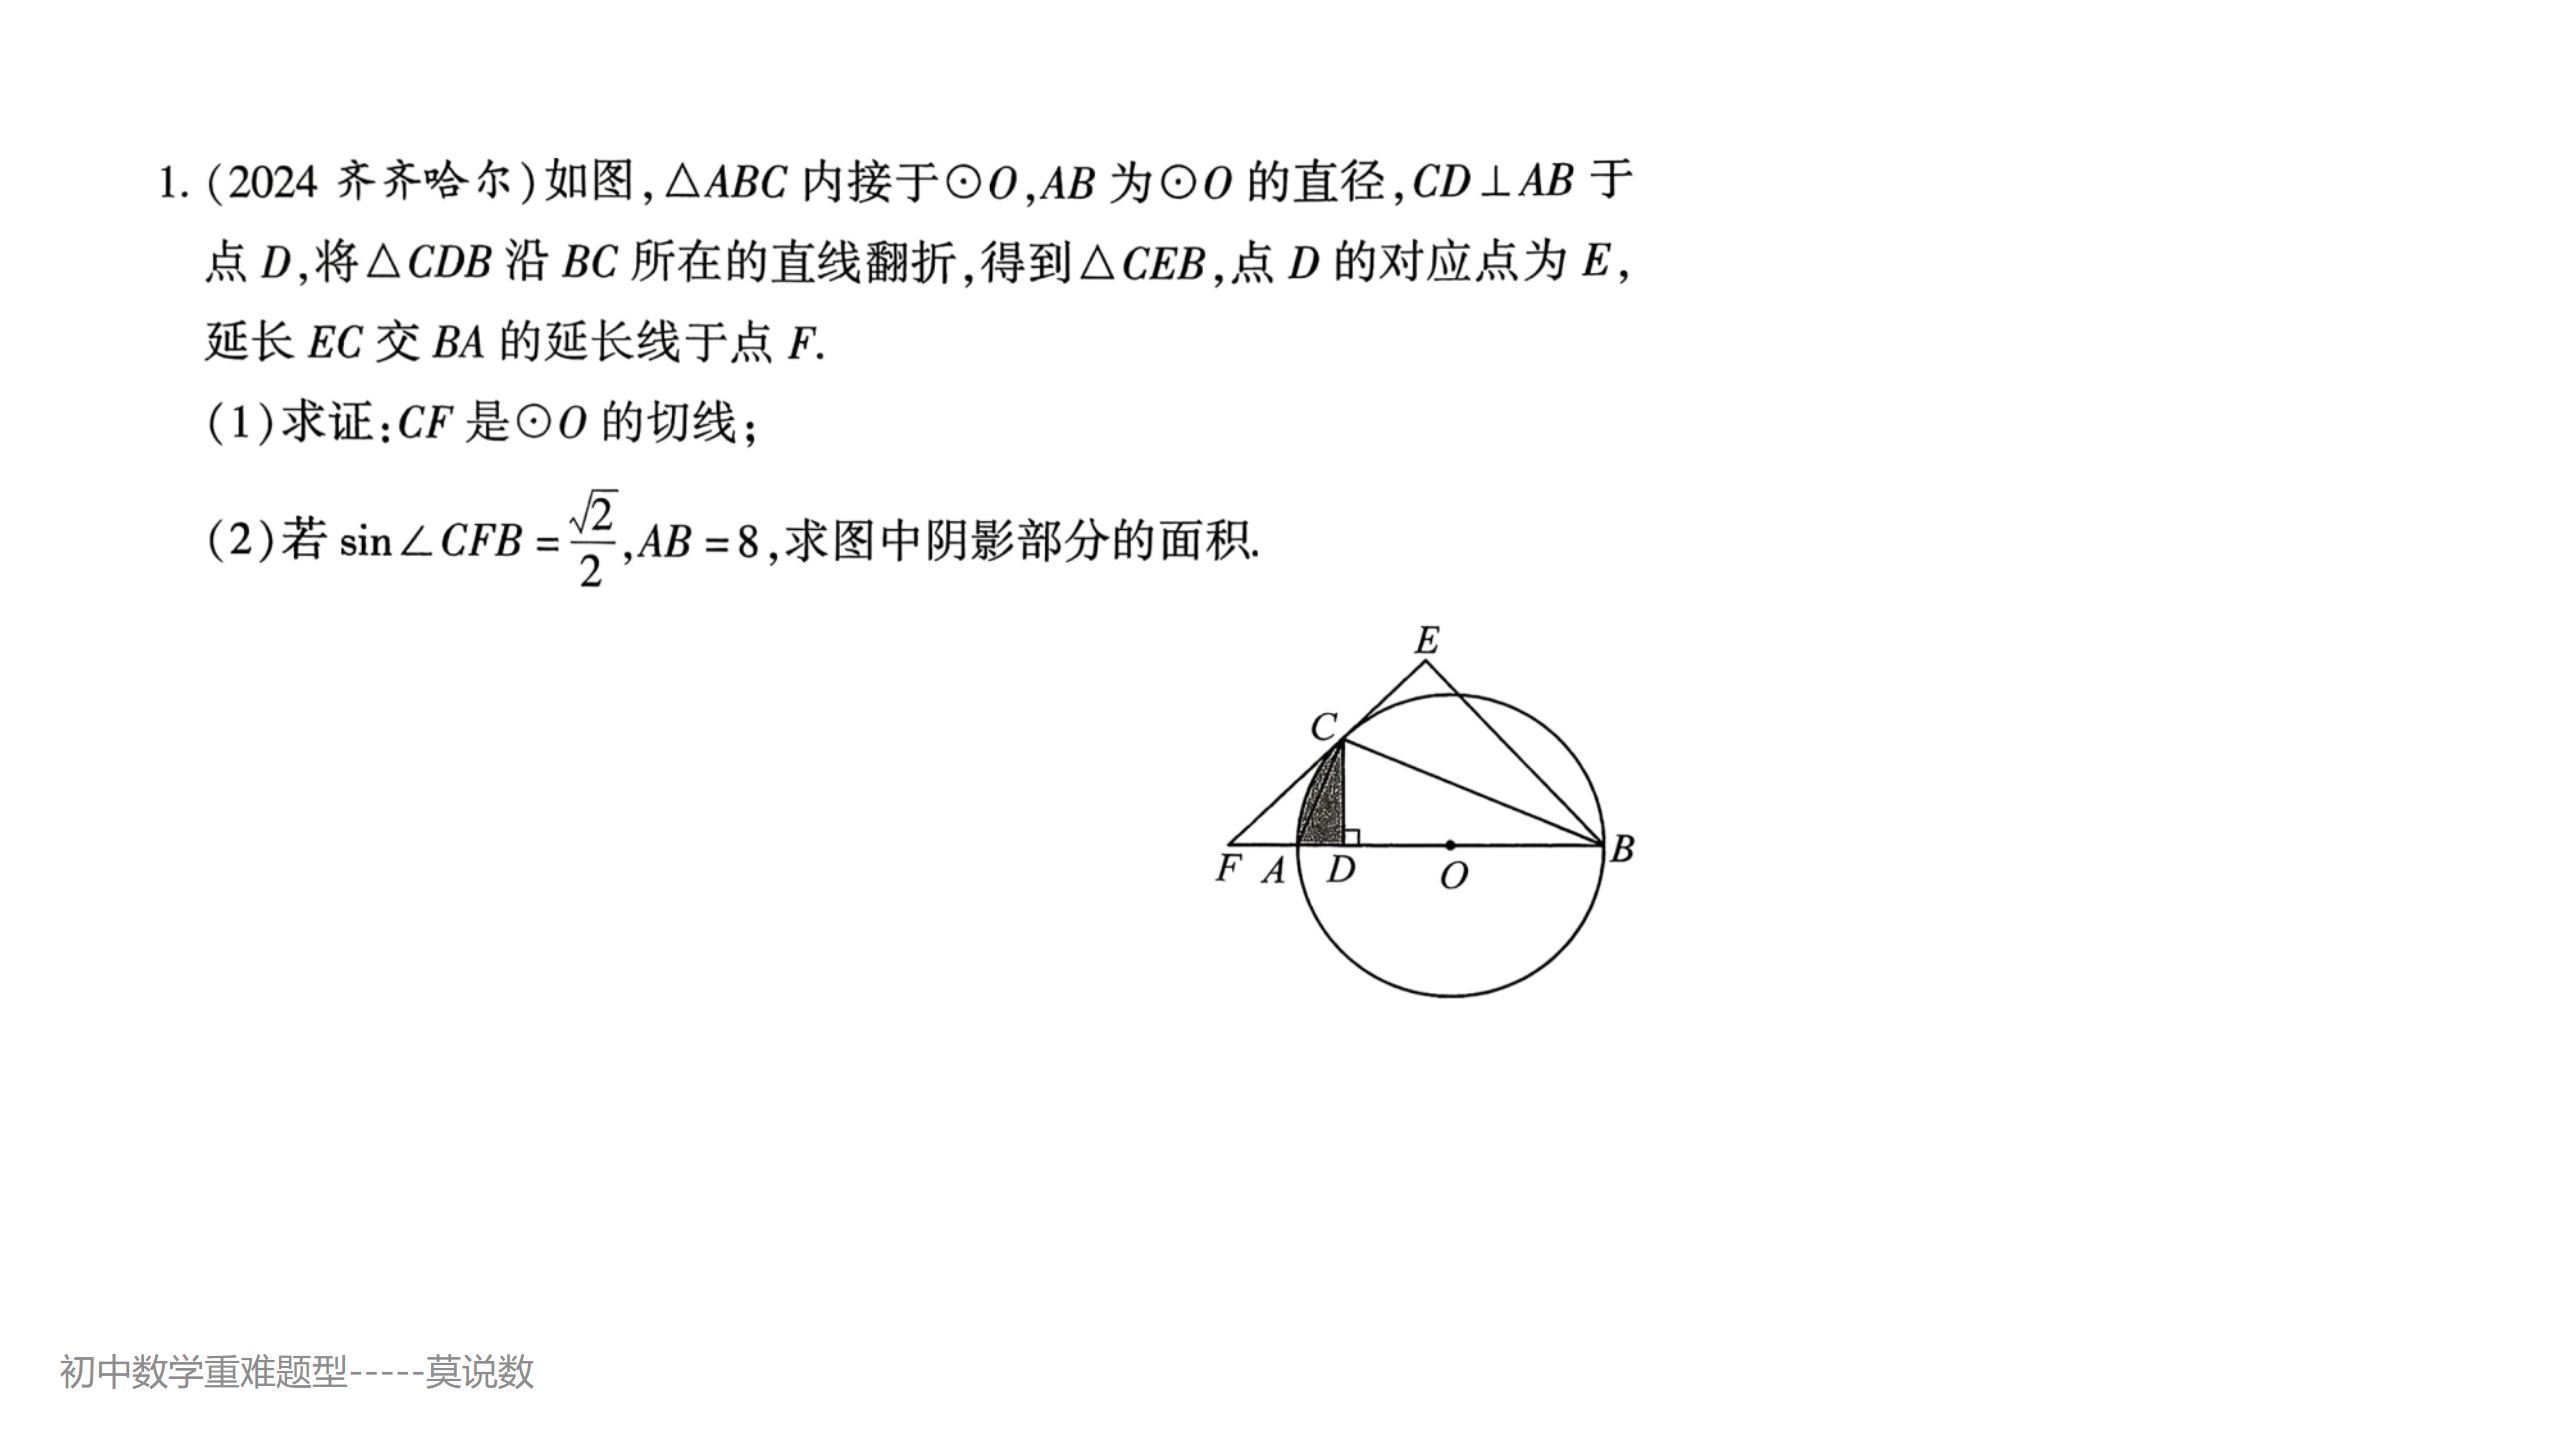 1. (2024 齐齐哈尔)如图,△ABC 内接于⊙O,AB 为⊙O 的直径,CD⊥AB 于
点 D,将△CDB 沿 BC 所在的直线翻折,得到△CEB,点 D 的对应点为 E,
延长 EC 交 BA 的延长线于点 F.
(1)求证:CF 是⊙O 的切线;
(2)若 sin∠CFB=√2/2,AB=8,求图中阴影部分的面积.
E
C
F A D O B
初中数学重难题型-----莫说数